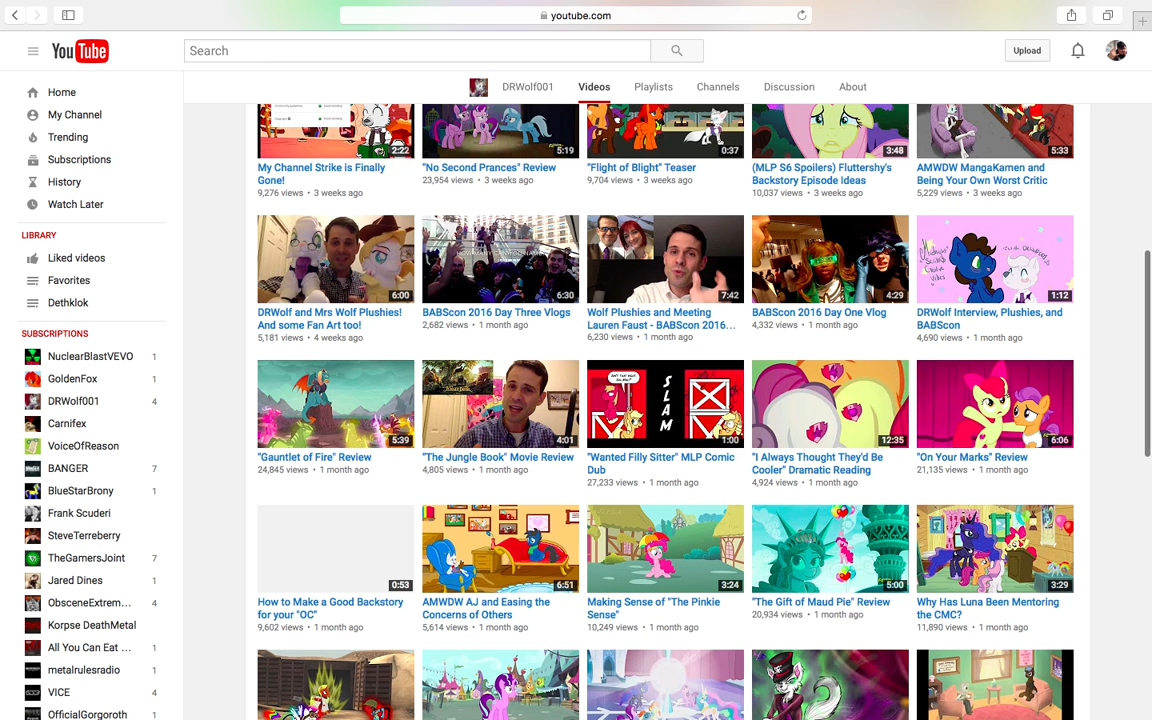 youtube.com
YouTube
Search
Upload
DRWolf001 Videos Playlists Channels Discussion About
Home
My Channel
Trending
Subscriptions
History
Watch Later
LIBRARY
Liked videos
Favorites
Dethklok
SUBSCRIPTIONS
NuclearBlastVEVO 1
GoldenFox 1
DRWolf001 4
Carnifex
VoiceOfReason
BANGER 7
BlueStarBrony 1
Frank Scuderi
SteveTerreberry
TheGamersJoint 7
Jared Dines 1
ObsceneExtrem... 4
Korpse DeathMetal
All You Can Eat ... 1
metalrulesradio 1
VICE 4
OfficialGorgoroth 1
2:22 5:19 0:37 3:48 5:33
My Channel Strike is Finally
Gone!
9,276 views • 3 weeks ago
"No Second Prances" Review
23,954 views • 3 weeks ago
"Flight of Blight" Teaser
9,704 views • 3 weeks ago
(MLP S6 Spoilers) Fluttershy's
Backstory Episode Ideas
10,037 views • 3 weeks ago
AMWDW MangaKamen and
Being Your Own Worst Critic
5,229 views • 3 weeks ago
6:00 6:30 7:42 4:29 1:12
DRWolf and Mrs Wolf Plushies!
And some Fan Art too!
5,181 views • 4 weeks ago
BABScon 2016 Day Three Vlogs
2,682 views • 1 month ago
Wolf Plushies and Meeting
Lauren Faust - BABScon 2016...
6,230 views • 1 month ago
BABScon 2016 Day One Vlog
4,332 views • 1 month ago
DRWolf Interview, Plushies, and
BABScon
4,690 views • 1 month ago
SLAM
5:39 4:01 1:00 12:35 6:06
"Gauntlet of Fire" Review
24,845 views • 1 month ago
"The Jungle Book" Movie Review
4,805 views • 1 month ago
"Wanted Filly Sitter" MLP Comic
Dub
27,233 views • 1 month ago
"I Always Thought They'd Be
Cooler" Dramatic Reading
4,924 views • 1 month ago
"On Your Marks" Review
21,135 views • 1 month ago
0:53 6:51 3:24 5:00 3:29
How to Make a Good Backstory
for your "OC"
9,602 views • 1 month ago
AMWDW AJ and Easing the
Concerns of Others
5,614 views • 1 month ago
Making Sense of "The Pinkie
Sense"
10,249 views • 1 month ago
"The Gift of Maud Pie" Review
20,934 views • 1 month ago
Why Has Luna Been Mentoring
the CMC?
11,890 views • 1 month ago